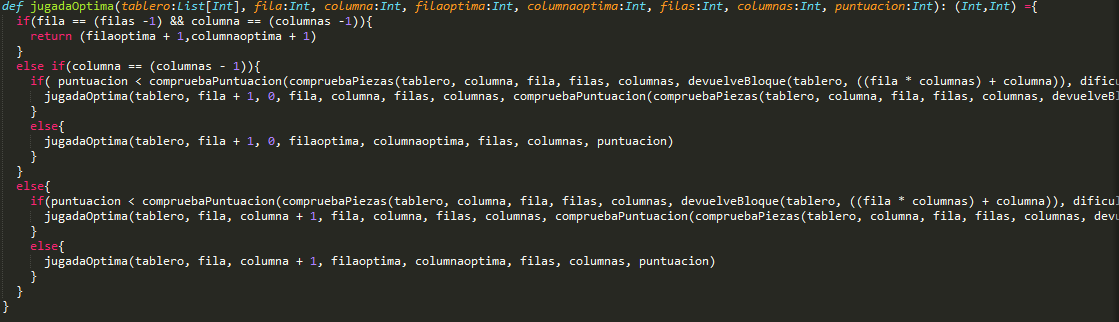 def jugadaOptima(tablero:List[Int], fila:Int, columna:Int, filaoptima:Int, columnaoptima:Int, filas:Int, columnas:Int, puntuacion:Int): (Int,Int) ={
if(fila == (filas -1) && columna == (columnas -1)){
return (filaoptima + 1,columnaoptima + 1)
}
else if(columna == (columnas - 1)){
if( puntuacion < compruebaPuntuacion(compruebaPiezas(tablero, columna, fila, filas, columnas, devuelveBloque(tablero, ((fila * columnas) + columna)), dificul
jugadaOptima(tablero, fila + 1, 0, fila, columna, filas, columnas, compruebaPuntuacion(compruebaPiezas(tablero, columna, fila, filas, columnas, devuelveBl
}
else{
jugadaOptima(tablero, fila + 1, 0, filaoptima, columnaoptima, filas, columnas, puntuacion)
}
}
else{
if(puntuacion < compruebaPuntuacion(compruebaPiezas(tablero, columna, fila, filas, columnas, devuelveBloque(tablero, ((fila * columnas) + columna)), dificul
jugadaOptima(tablero, fila, columna + 1, fila, columna, filas, columnas, compruebaPuntuacion(compruebaPiezas(tablero, columna, fila, filas, columnas, devu
}
else{
jugadaOptima(tablero, fila, columna + 1, filaoptima, columnaoptima, filas, columnas, puntuacion)
}
}
}